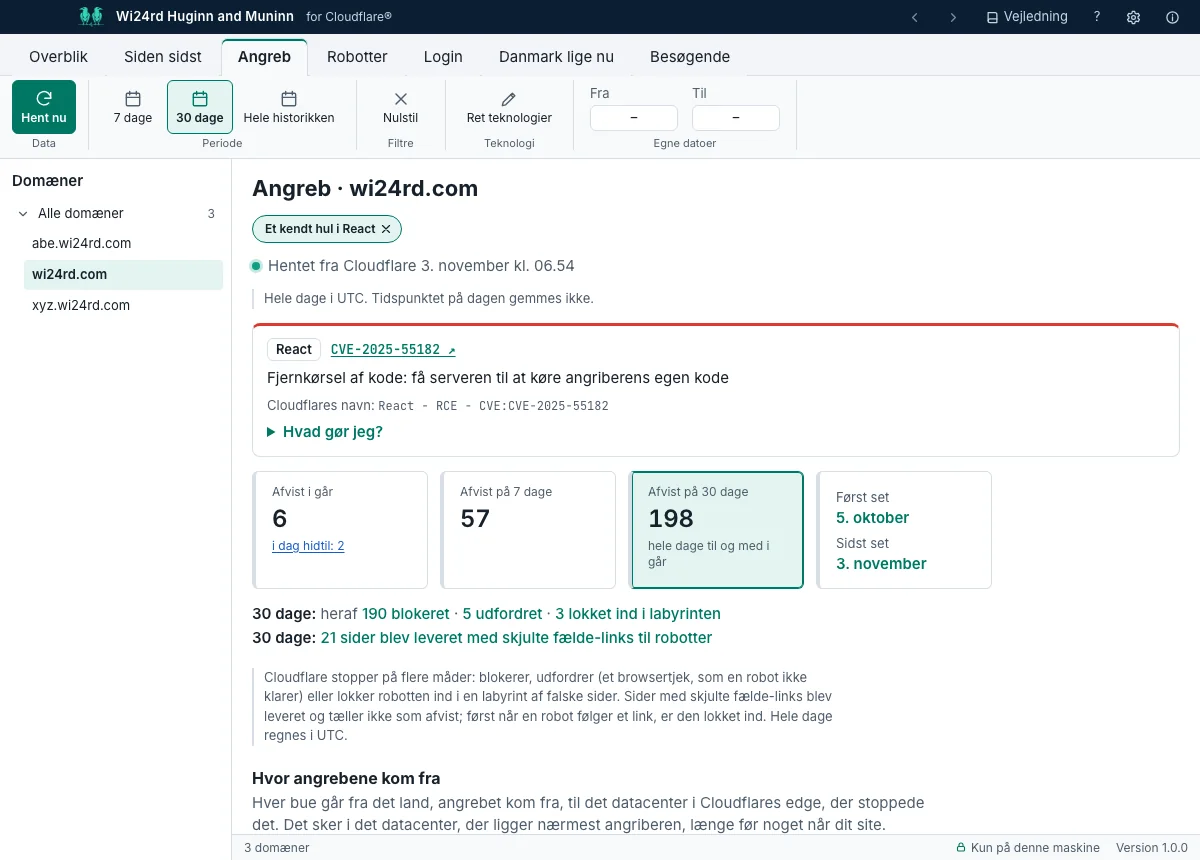 Wi24rd Huginn and Muninn for Cloudflare®
Vejledning ?
Overblik Siden sidst Angreb Robotter Login Danmark lige nu Besøgende
Hent nu 7 dage 30 dage Hele historikken Nulstil Ret teknologier Fra – Til –
Data Periode Filtre Teknologi Egne datoer
Domæner
Alle domæner 3
abe.wi24rd.com
wi24rd.com
xyz.wi24rd.com
Angreb · wi24rd.com
Et kendt hul i React ✕
Hentet fra Cloudflare 3. november kl. 06.54
Hele dage i UTC. Tidspunktet på dagen gemmes ikke.
React CVE-2025-55182 ↗
Fjernkørsel af kode: få serveren til at køre angriberens egen kode
Cloudflares navn: React - RCE - CVE:CVE-2025-55182
▶ Hvad gør jeg?
Afvist i går
6
i dag hidtil: 2
Afvist på 7 dage
57
Afvist på 30 dage
198
hele dage til og med i
går
Først set
5. oktober
Sidst set
3. november
30 dage: heraf 190 blokeret · 5 udfordret · 3 lokket ind i labyrinten
30 dage: 21 sider blev leveret med skjulte fælde-links til robotter
Cloudflare stopper på flere måder: blokerer, udfordrer (et browsertjek, som en robot ikke
klarer) eller lokker robotten ind i en labyrint af falske sider. Sider med skjulte fælde-links blev
leveret og tæller ikke som afvist; først når en robot følger et link, er den lokket ind. Hele dage
regnes i UTC.
Hvor angrebene kom fra
Hver bue går fra det land, angrebet kom fra, til det datacenter i Cloudflares edge, der stoppede
det. Det sker i det datacenter, der ligger nærmest angriberen, længe før noget når dit site.
3 domæner Kun på denne maskine Version 1.0.0